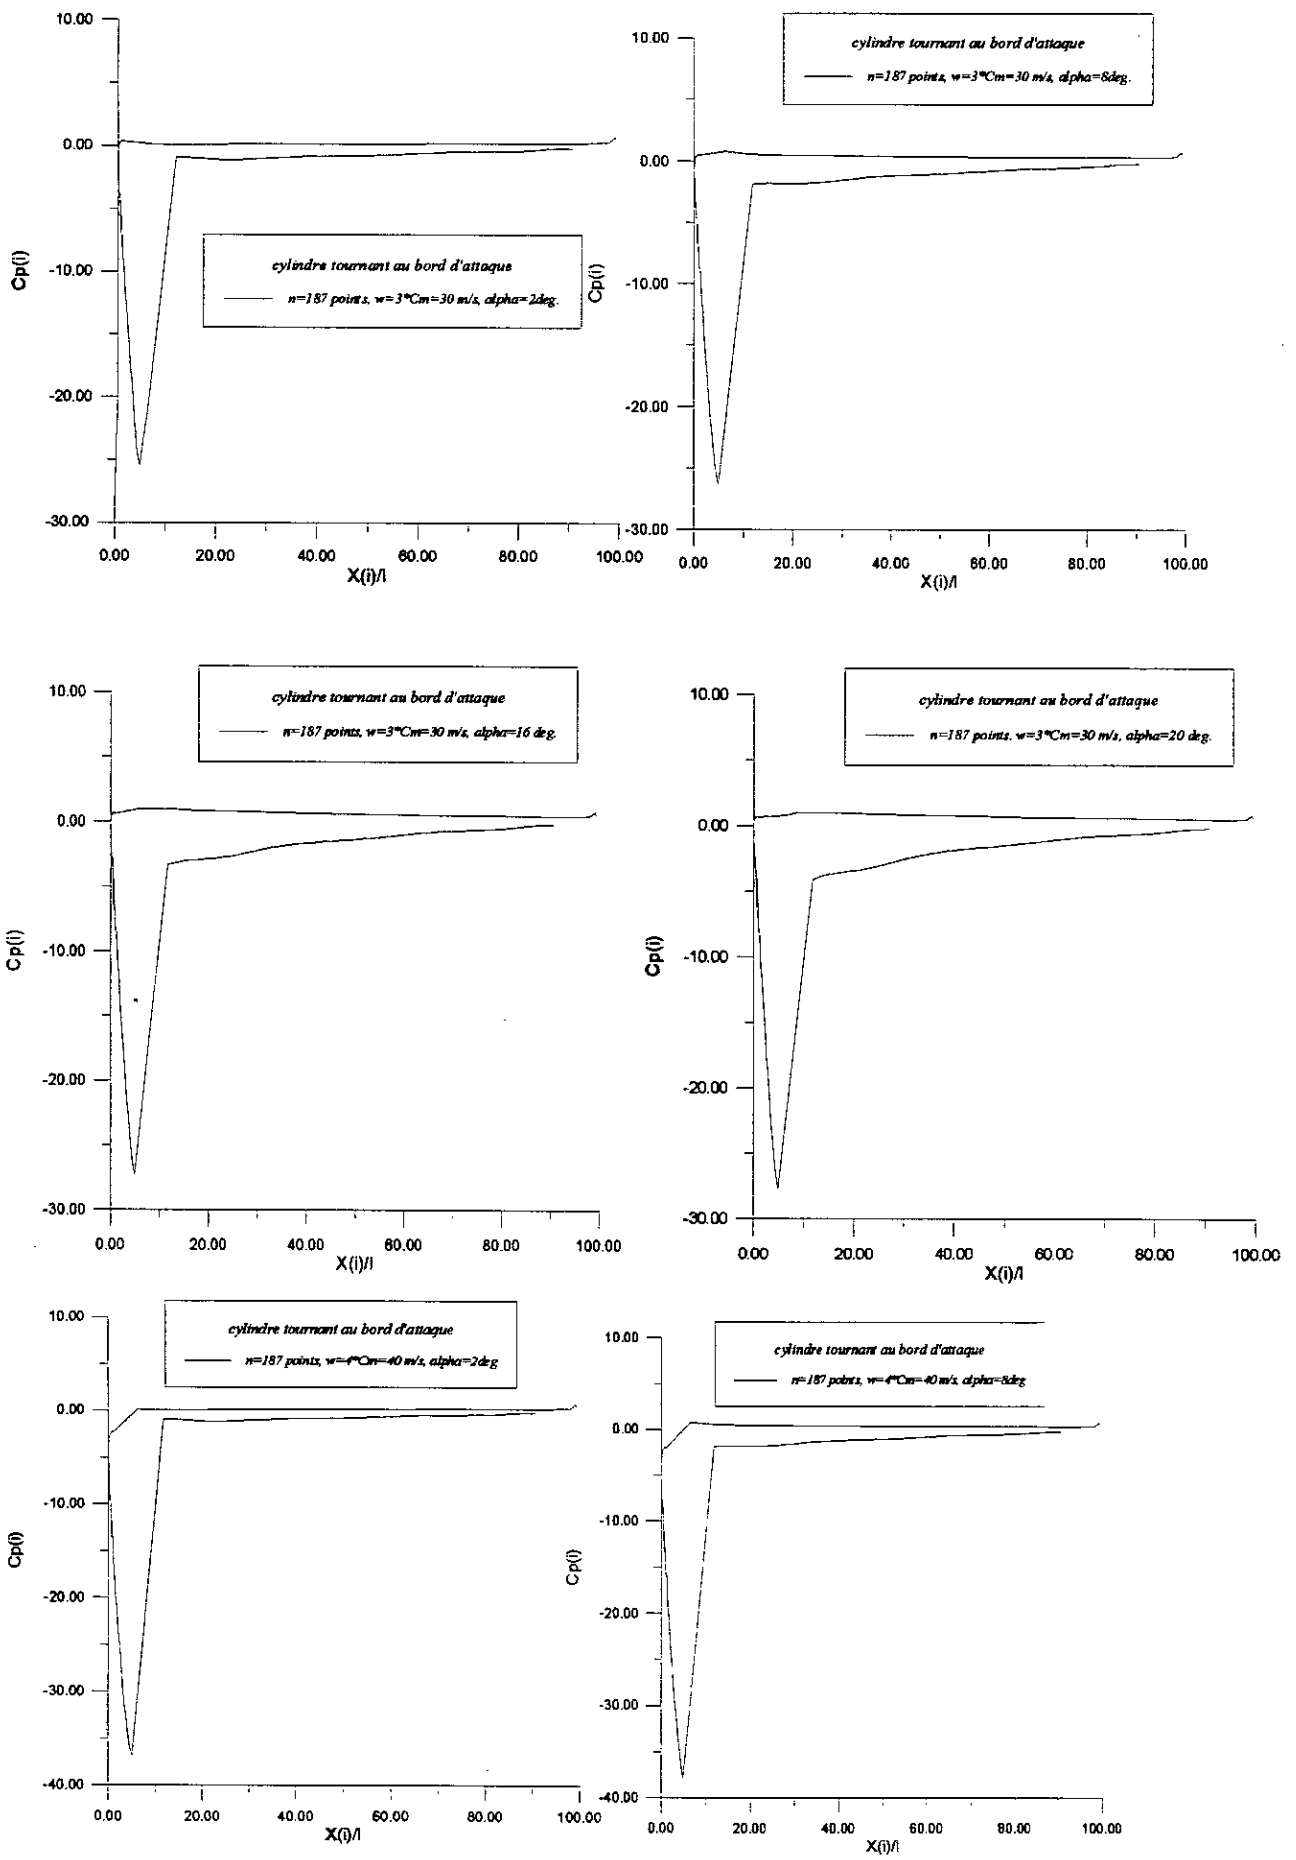 10.00
0.00
-10.00
-20.00
-30.00
Cp(i)
cylindre tournant au bord d'attaque
n=187 points, w=3*Cm=30 m/s, alpha=2deg.
0.00 20.00 40.00 60.00 80.00 100.00
X(i)/l
cylindre tournant au bord d'attaque
n=187 points, w=3*Cm=30 m/s, alpha=8deg.
10.00
0.00
-10.00
-20.00
-30.00
Cp(i)
0.00 20.00 40.00 60.00 80.00 100.00
X(i)/l
cylindre tournant au bord d'attaque
n=187 points, w=3*Cm=30 m/s, alpha=16 deg.
10.00
0.00
-10.00
-20.00
-30.00
Cp(i)
0.00 20.00 40.00 60.00 80.00 100.00
X(i)/l
cylindre tournant au bord d'attaque
n=187 points, w=3*Cm=30 m/s, alpha=20 deg.
10.00
0.00
-10.00
-20.00
-30.00
Cp(i)
0.00 20.00 40.00 60.00 80.00 100.00
X(i)/l
cylindre tournant au bord d'attaque
n=187 points, w=4*Cm=40 m/s, alpha=2deg
10.00
0.00
-10.00
-20.00
-30.00
-40.00
Cp(i)
0.00 20.00 40.00 60.00 80.00 100.00
X(i)/l
cylindre tournant au bord d'attaque
n=187 points, w=4*Cm=40 m/s, alpha=8deg
10.00
0.00
-10.00
-20.00
-30.00
-40.00
Cp(i)
0.00 20.00 40.00 60.00 80.00 100.00
X(i)/l